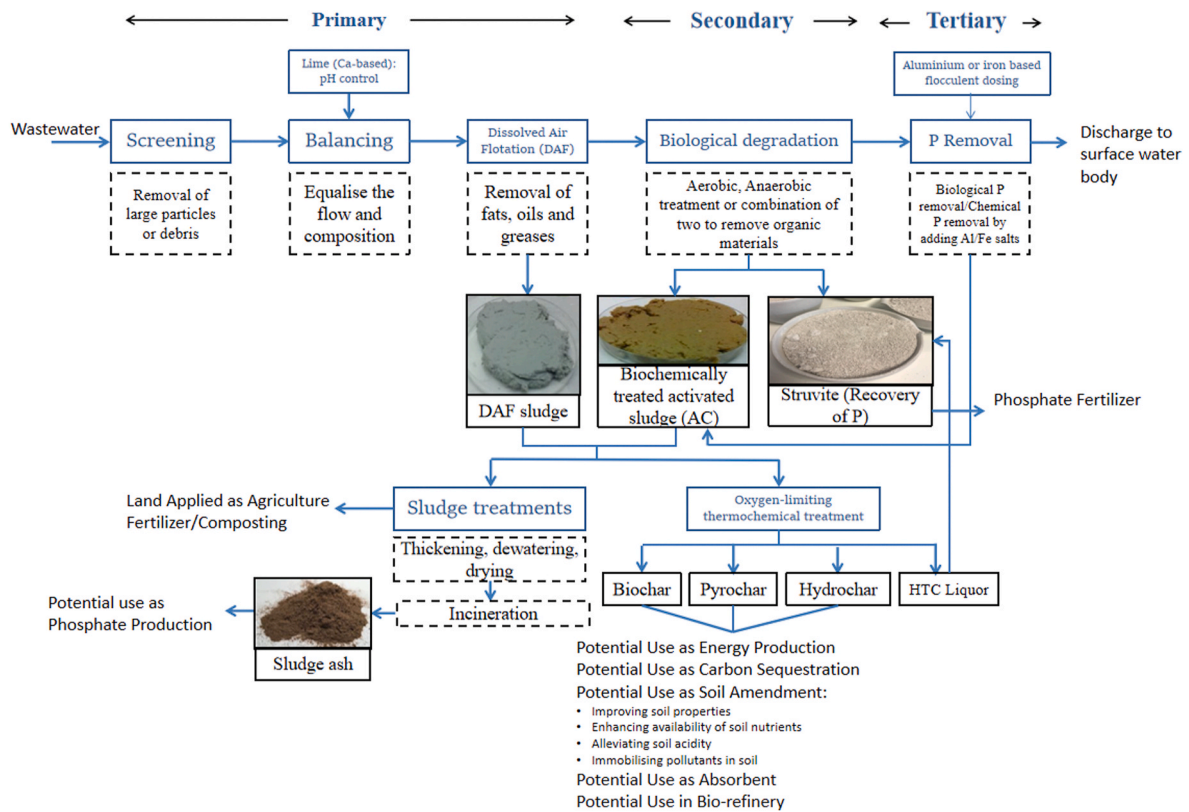 Primary
Secondary
Tertiary
Lime (Ca-based):
pH control
Aluminium or iron based
flocculent dosing
Wastewater
Screening
Balancing
Dissolved Air
Flotation (DAF)
Biological degradation
P Removal
Discharge to
surface water
body
Removal of
large particles
or debris
Equalise the
flow and
composition
Removal of
fats, oils and
greases
Aerobic, Anaerobic
treatment or combination of
two to remove organic
materials
Biological P
removal/Chemical
P removal by
adding Al/Fe salts
DAF sludge
Biochemically
treated activated
sludge (AC)
Struvite (Recovery
of P)
Phosphate Fertilizer
Land Applied as Agriculture
Fertilizer/Composting
Sludge treatments
Oxygen-limiting
thermochemical treatment
Thickening, dewatering,
drying
Biochar
Pyrochar
Hydrochar
HTC Liquor
Potential use as
Phosphate Production
Incineration
Sludge ash
Potential Use as Energy Production
Potential Use as Carbon Sequestration
Potential Use as Soil Amendment:
• Improving soil properties
• Enhancing availability of soil nutrients
• Alleviating soil acidity
• Immobilising pollutants in soil
Potential Use as Absorbent
Potential Use in Bio-refinery